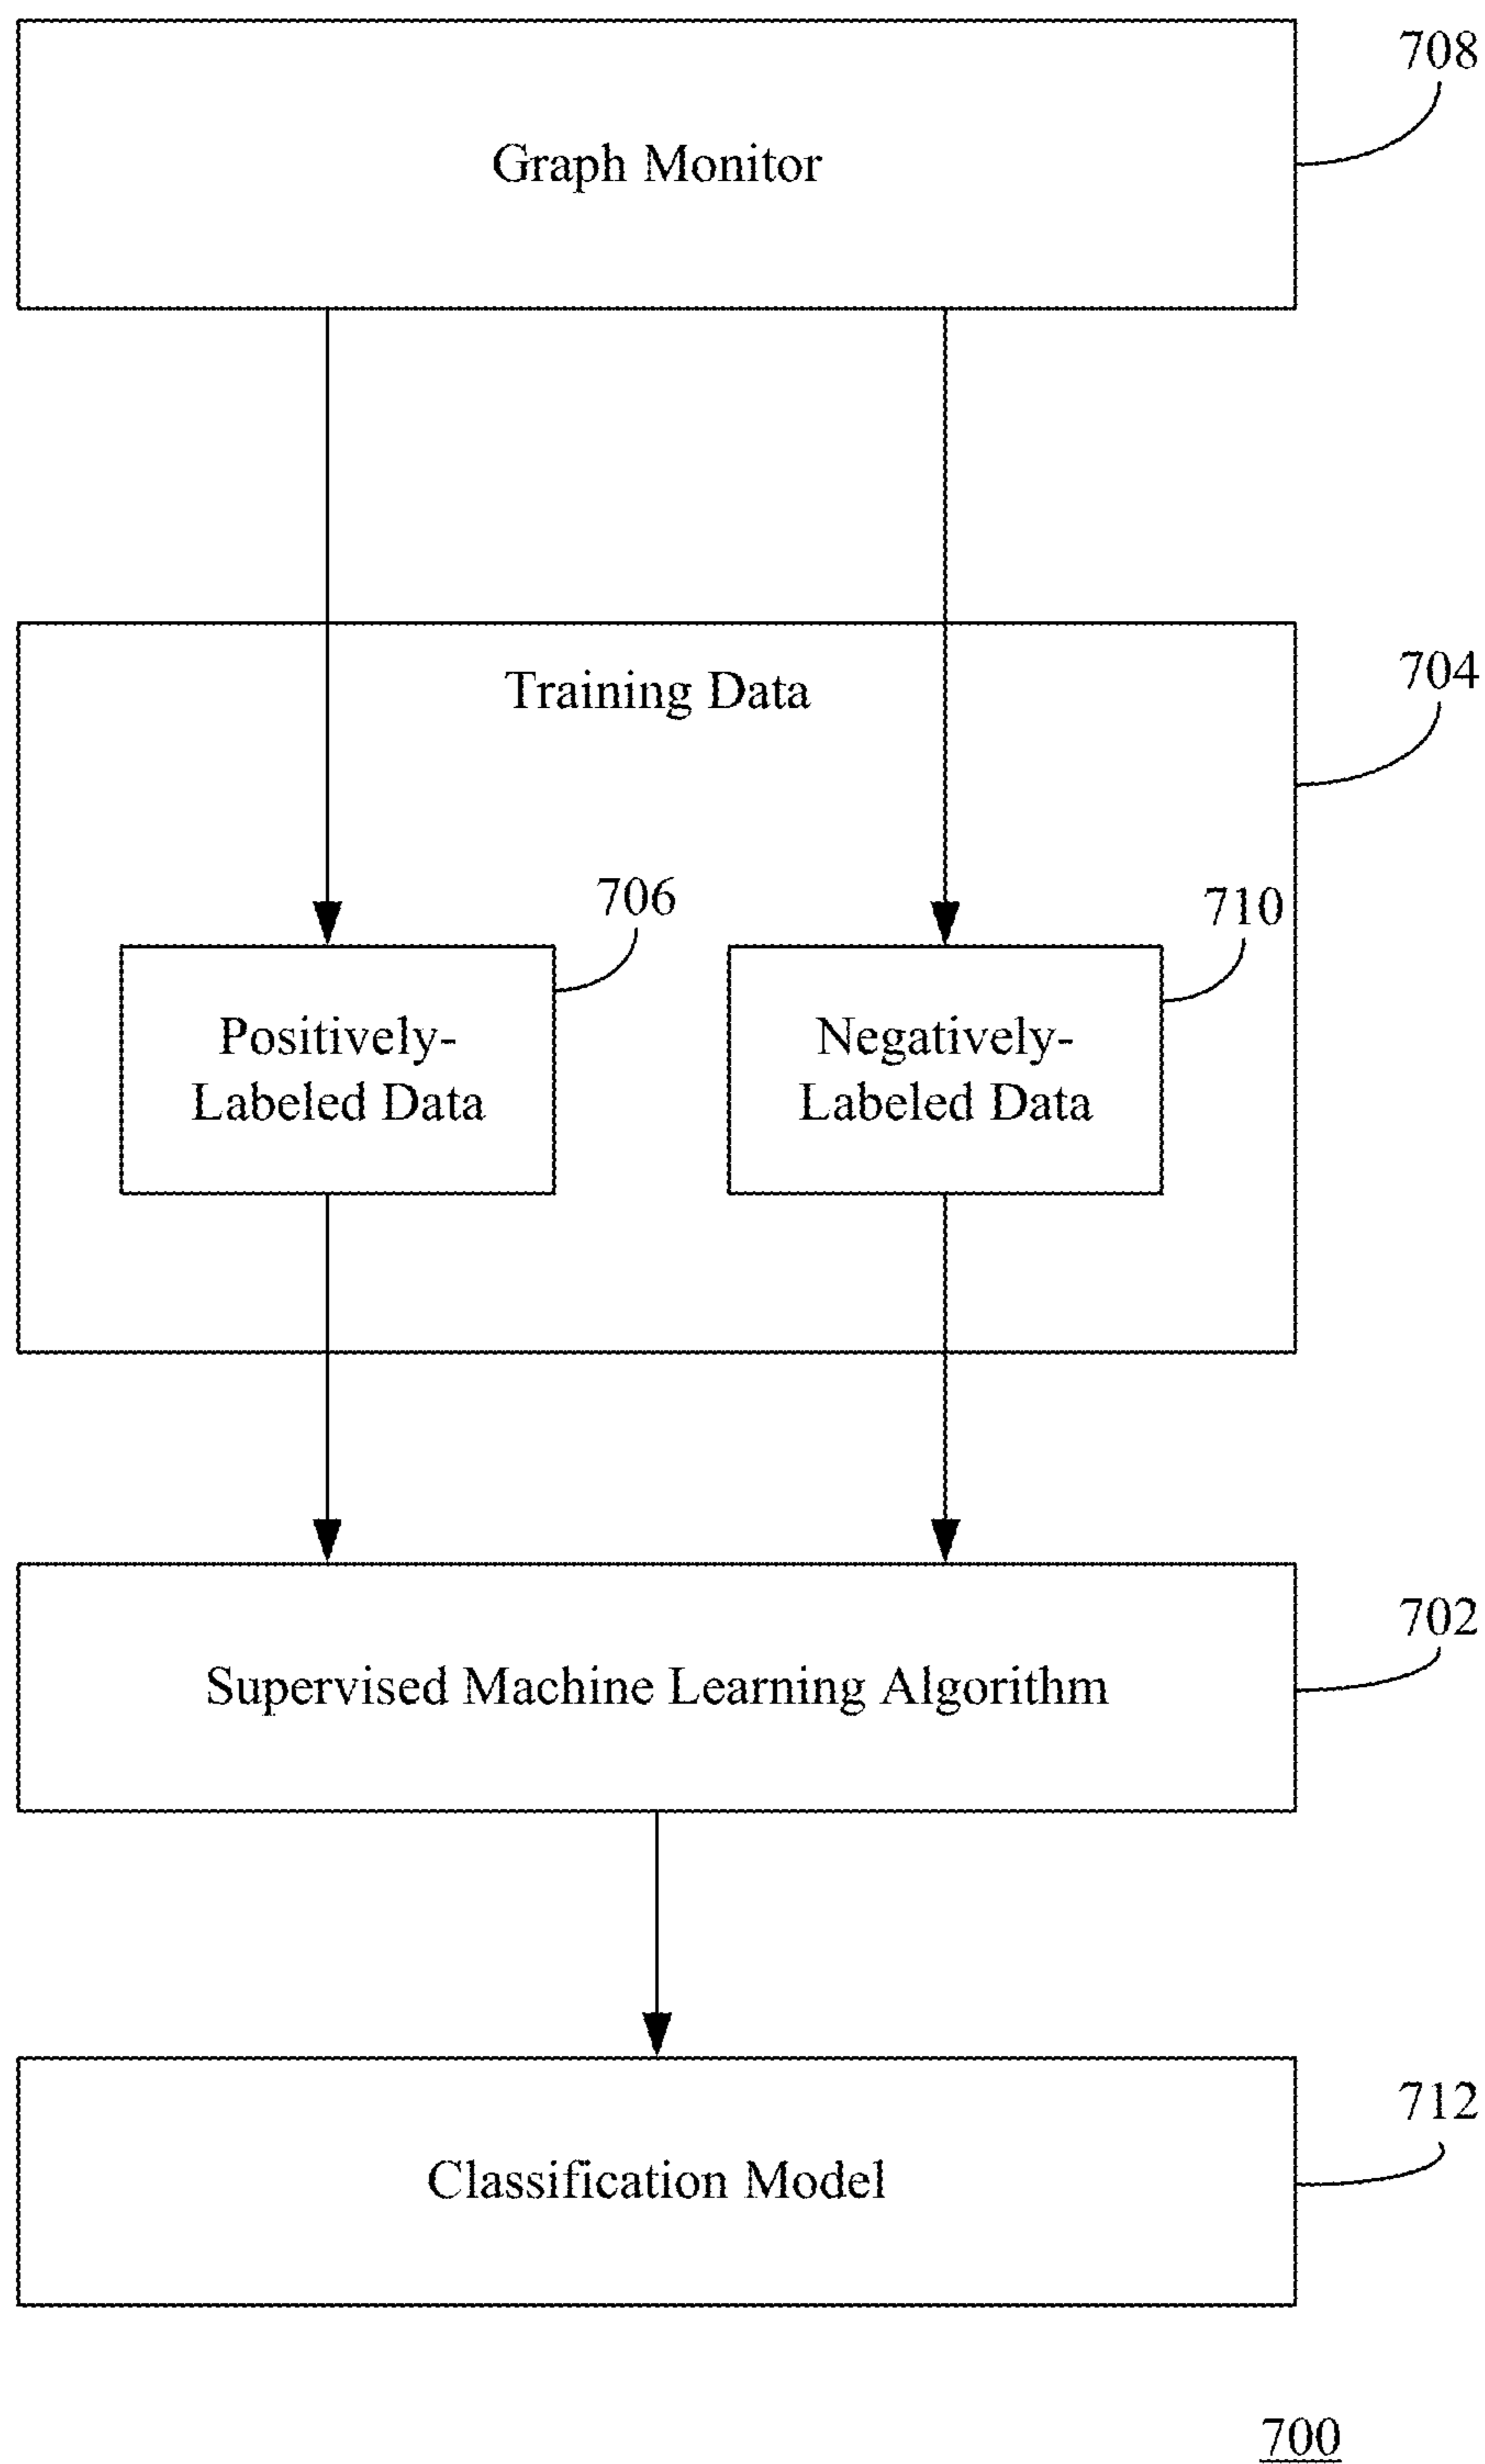 708
Graph Monitor
704
Training Data
706
710
Positively-
Labeled Data
Negatively-
Labeled Data
702
Supervised Machine Learning Algorithm
712
Classification Model
700